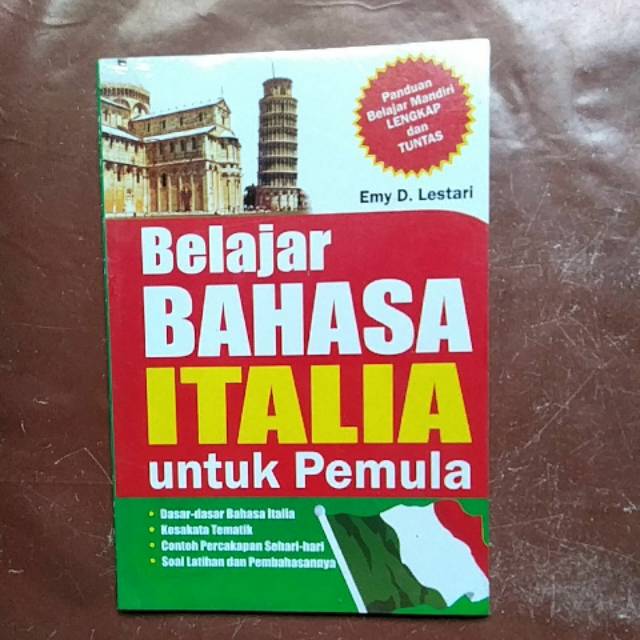 Panduan
Belajar Mandiri
LENGKAP
dan
TUNTAS
Emy D. Lestari
Belajar
BAHASA
ITALIA
untuk Pemula
• Dasar-dasar Bahasa Italia
• Kosakata Tematik
• Contoh Percakapan Sehari-hari
• Soal Latihan dan Pembahasannya